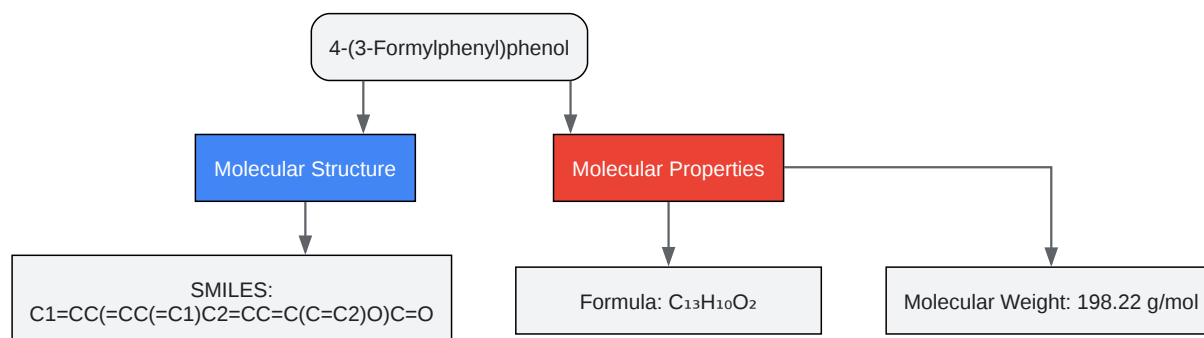 4-(3-Formylphenyl)phenol
Molecular Structure
Molecular Properties
SMILES:
C1=CC(=CC(=C1)C2=CC=C(C=C2)O)C=O
Formula: C₁₃H₁₀O₂
Molecular Weight: 198.22 g/mol